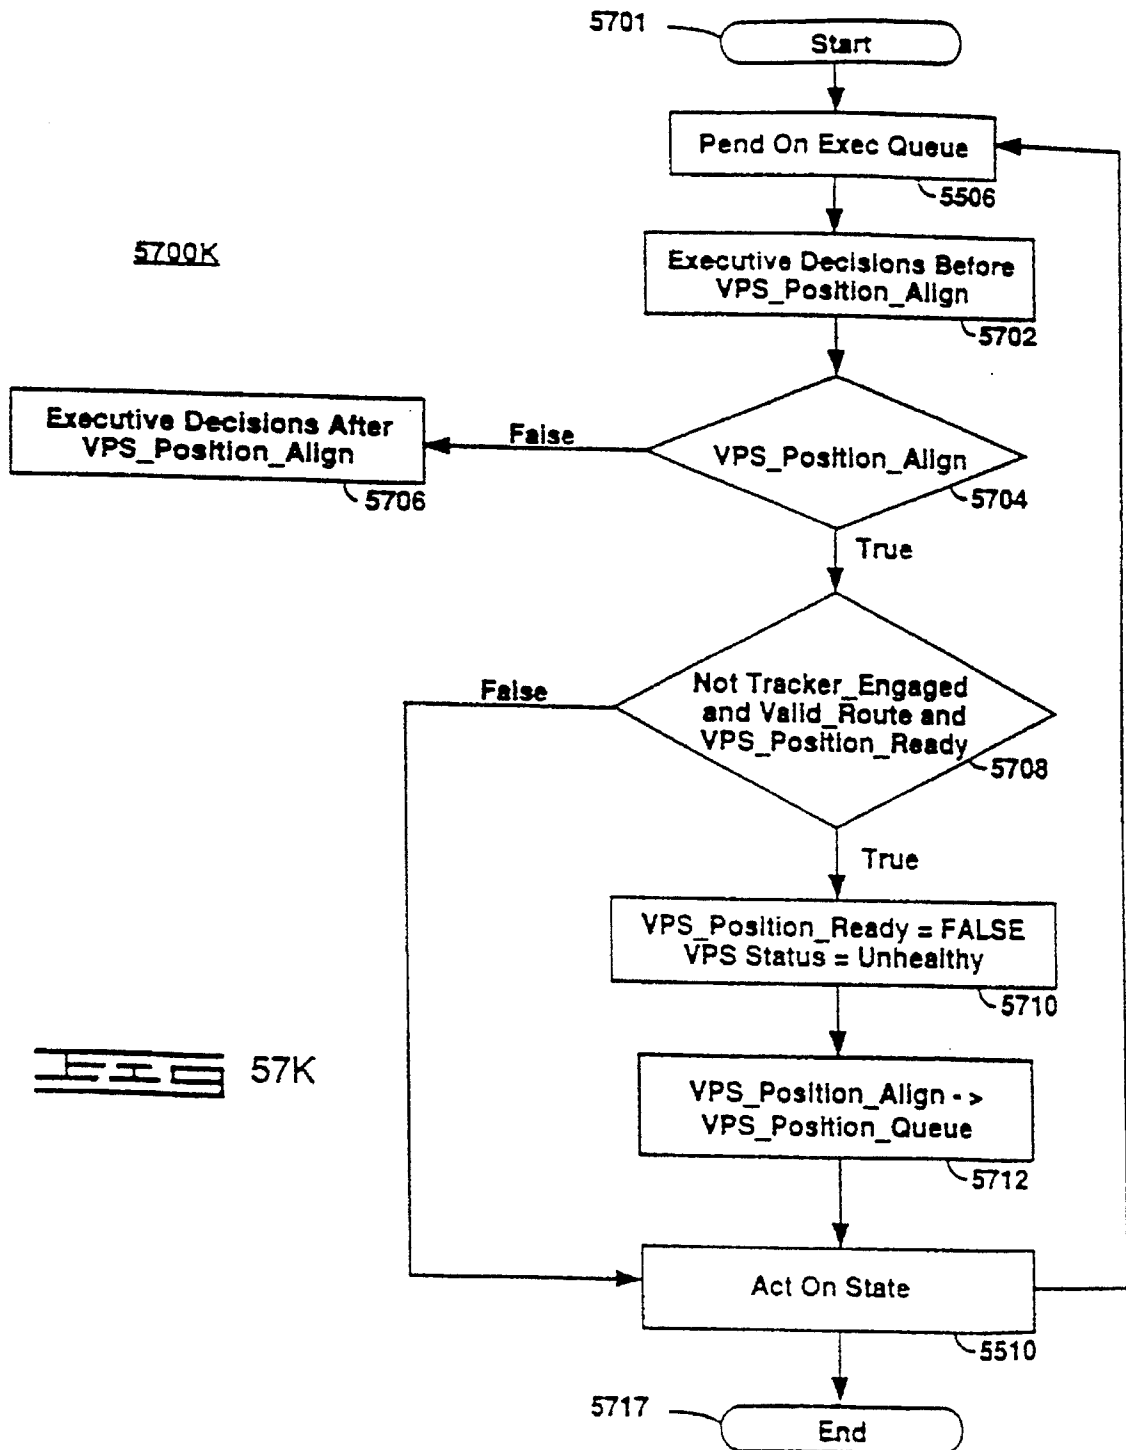 5701
Start
Pend On Exec Queue
5506
5700K
Executive Decisions Before
VPS_Position_Align
5702
Executive Decisions After
VPS_Position_Align
5706
False
VPS_Position_Align
5704
True
False
Not Tracker_Engaged
and Valid_Route and
VPS_Position_Ready
5708
True
VPS_Position_Ready = FALSE
VPS Status = Unhealthy
5710
57K
VPS_Position_Align - >
VPS_Position_Queue
5712
Act On State
5510
5717
End